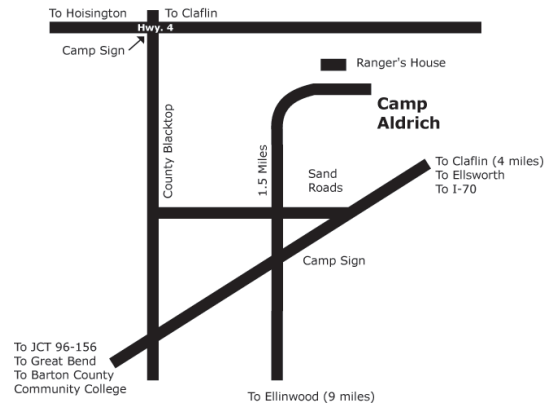 To Hoisington
To Claflin
Hwy. 4
Camp Sign
Ranger's House
Camp
Aldrich
County Blacktop
1.5 Miles
Sand
Roads
To Claflin (4 miles)
To Ellsworth
To I-70
Camp Sign
To JCT 96-156
To Great Bend
To Barton County
Community College
To Ellinwood (9 miles)